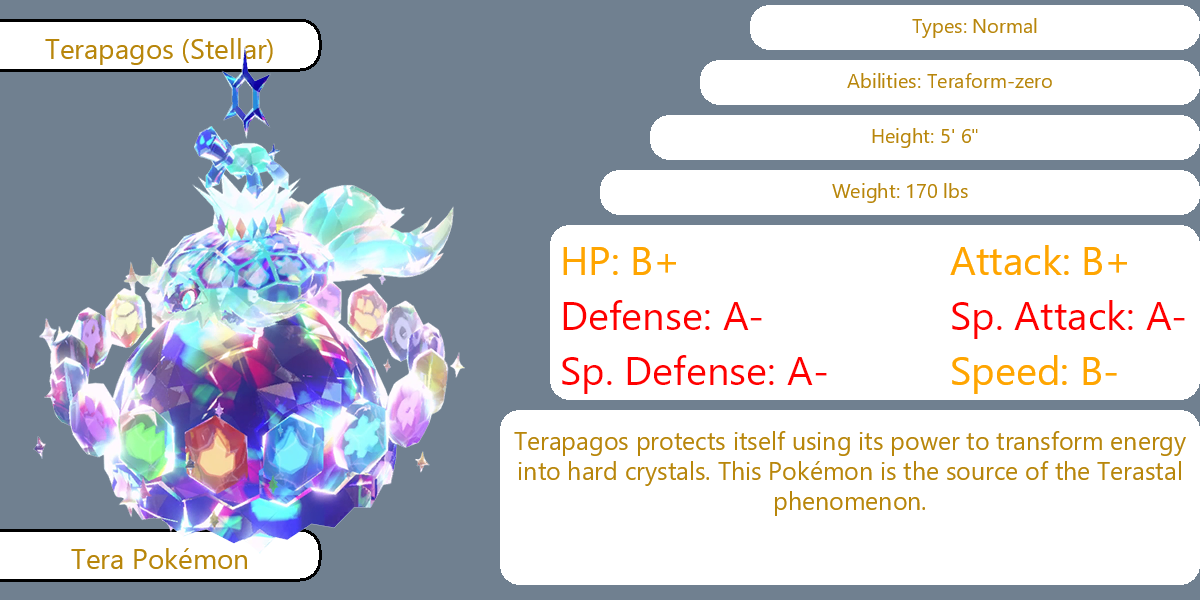 Terapagos (Stellar)
Types: Normal
Abilities: Teraform-zero
Height: 5' 6"
Weight: 170 lbs
HP: B+
Attack: B+
Defense: A-
Sp. Attack: A-
Sp. Defense: A-
Speed: B-
Terapagos protects itself using its power to transform energy
into hard crystals. This Pokémon is the source of the Terastal
phenomenon.
Tera Pokémon